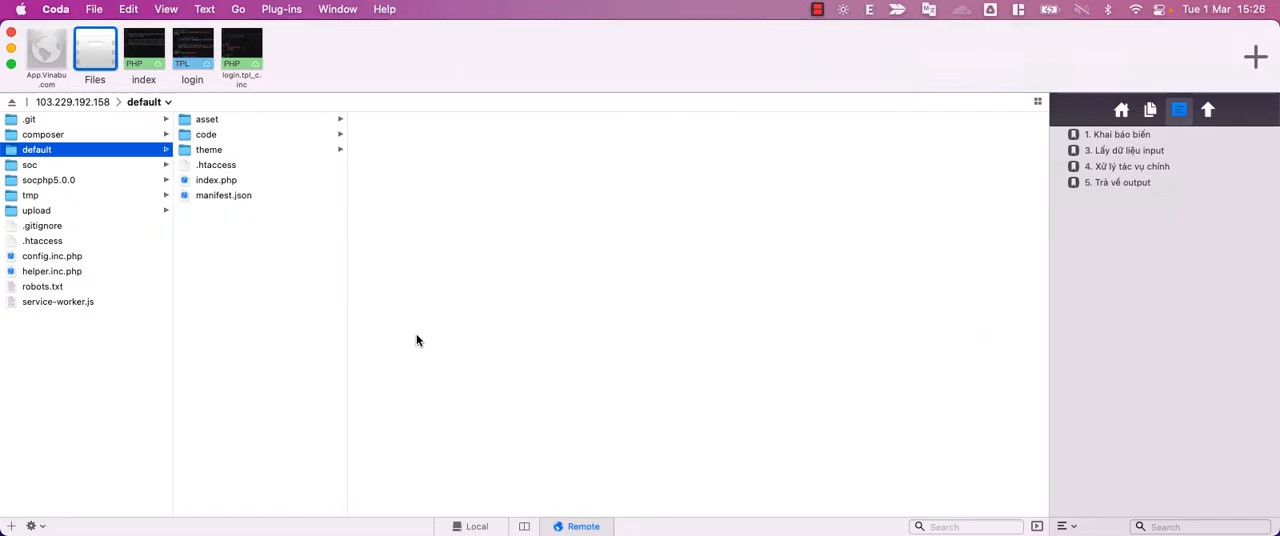 Coda File Edit View Text Go Plug-ins Window Help Tue 1 Mar 15:26
App.Vinabu.com
Files
PHP
index
TPL
login
PHP
login.tpl_c.inc
103.229.192.158 > default
.git
composer
default
soc
socphp5.0.0
tmp
upload
.gitignore
.htaccess
config.inc.php
helper.inc.php
robots.txt
service-worker.js
asset
code
theme
.htaccess
index.php
manifest.json
1. Khai báo biến
3. Lấy dữ liệu input
4. Xử lý tác vụ chính
5. Trả về output
Local
Remote
Search
Search